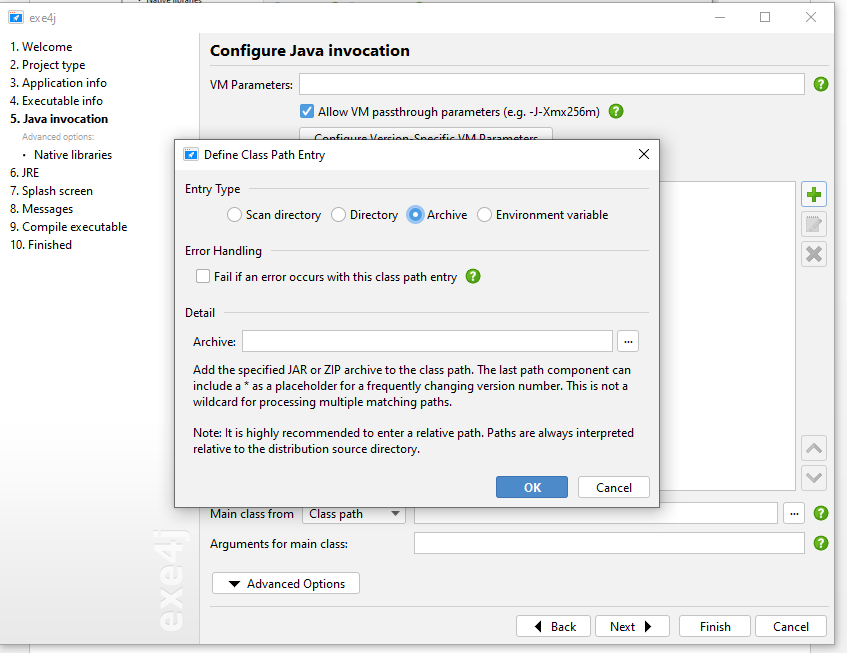 Native libraries
exe4j
1. Welcome
2. Project type
3. Application info
4. Executable info
5. Java invocation
Advanced options:
· Native libraries
6. JRE
7. Splash screen
8. Messages
9. Compile executable
10. Finished
exe4j
Configure Java invocation
VM Parameters:
Allow VM passthrough parameters (e.g. -J-Xmx256m)
Configure Version-Specific VM Parameters
Define Class Path Entry
Entry Type
Scan directory Directory Archive Environment variable
Error Handling
Fail if an error occurs with this class path entry
Detail
Archive:
...
Add the specified JAR or ZIP archive to the class path. The last path component can
include a * as a placeholder for a frequently changing version number. This is not a
wildcard for processing multiple matching paths.
Note: It is highly recommended to enter a relative path. Paths are always interpreted
relative to the distribution source directory.
OK Cancel
Main class from Class path ...
Arguments for main class:
Advanced Options
Back Next Finish Cancel